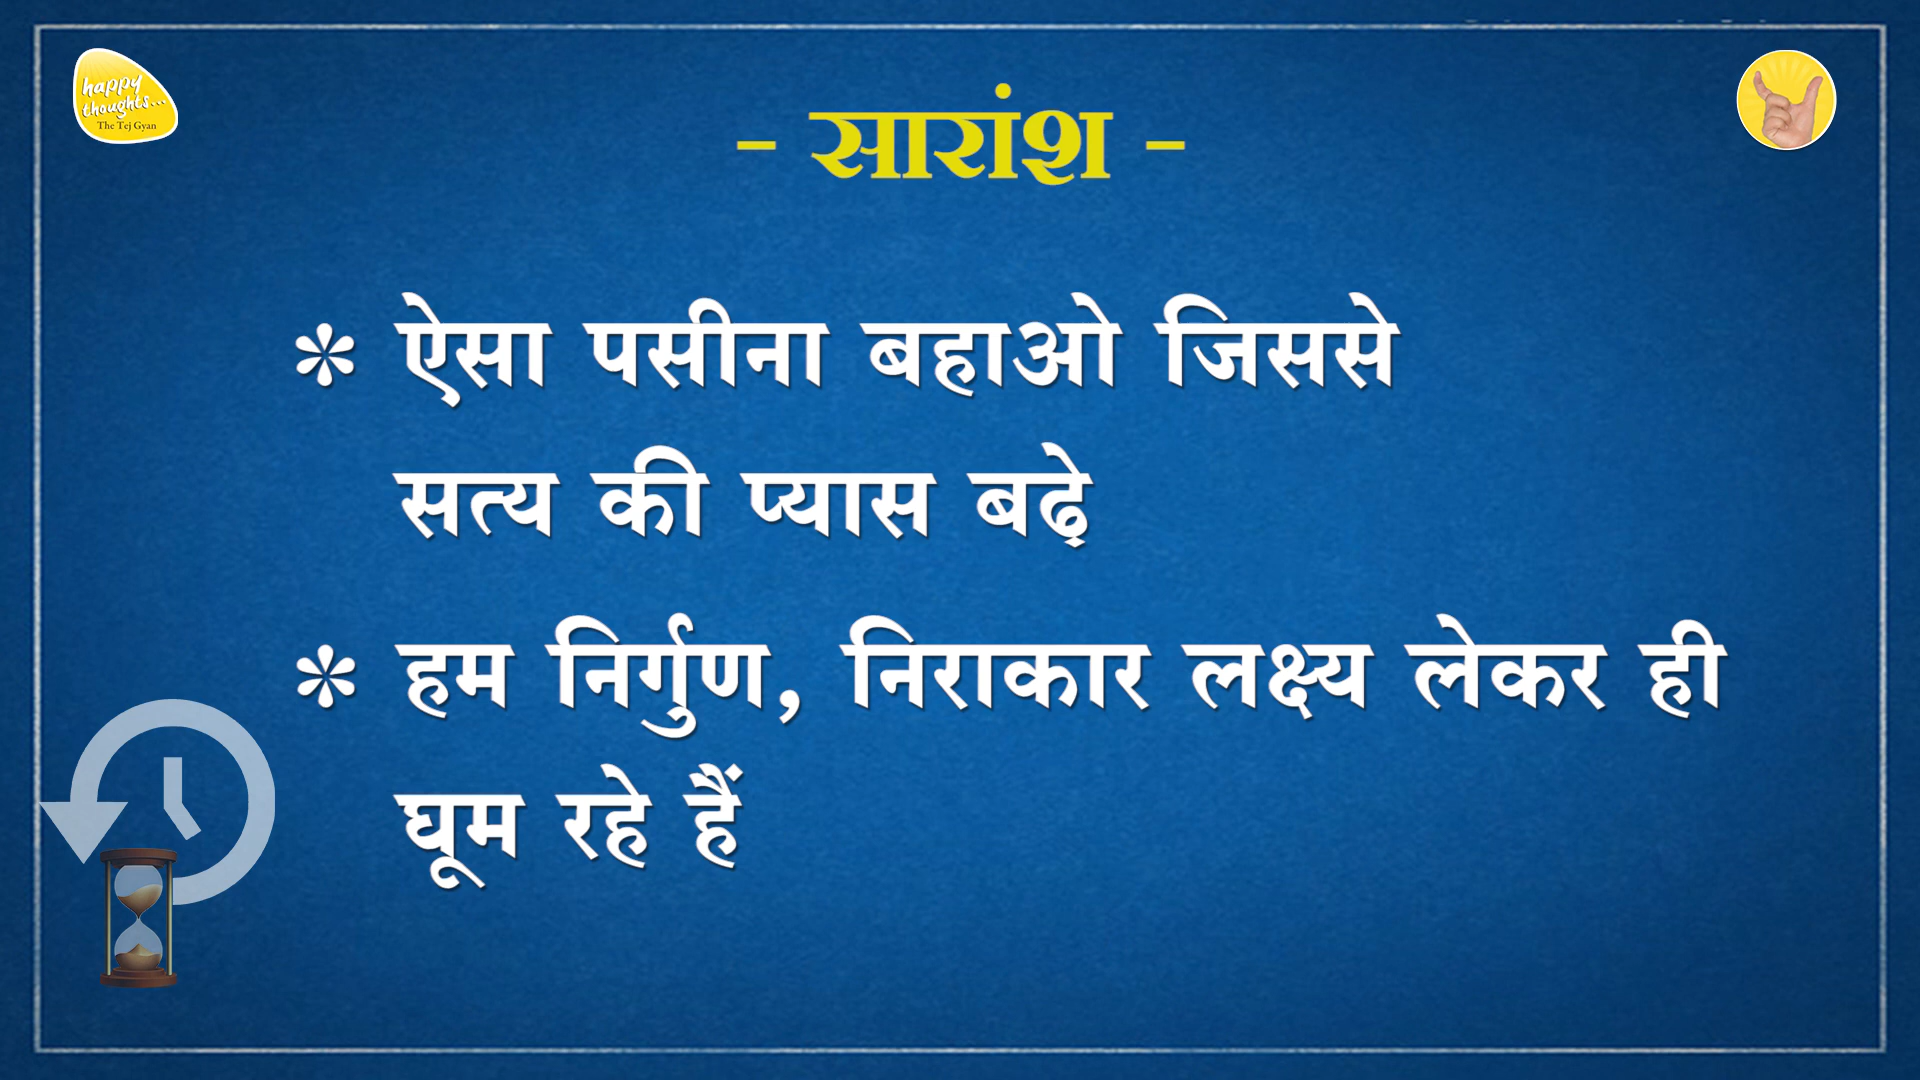 happy
thoughts...
The Tej Gyan
- सारांश -
* ऐसा पसीना बहाओ जिससे
सत्य की प्यास बढ़े
* हम निर्गुण, निराकार लक्ष्य लेकर ही
घूम रहे हैं